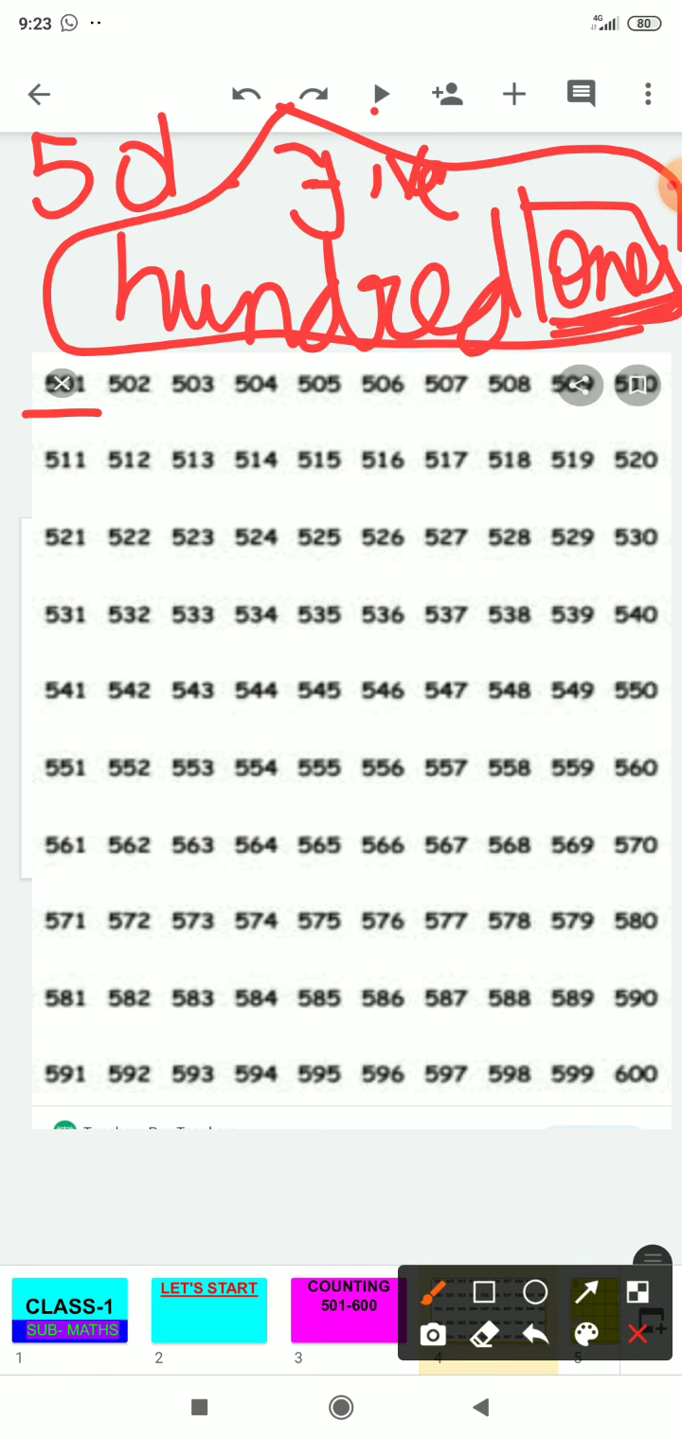 9:23
4G
80
50
five
hundred one
501 502 503 504 505 506 507 508 509 510
511 512 513 514 515 516 517 518 519 520
521 522 523 524 525 526 527 528 529 530
531 532 533 534 535 536 537 538 539 540
541 542 543 544 545 546 547 548 549 550
551 552 553 554 555 556 557 558 559 560
561 562 563 564 565 566 567 568 569 570
571 572 573 574 575 576 577 578 579 580
581 582 583 584 585 586 587 588 589 590
591 592 593 594 595 596 597 598 599 600
CLASS-1
SUB- MATHS
LET'S START
COUNTING
501-600
1 2 3 4 5